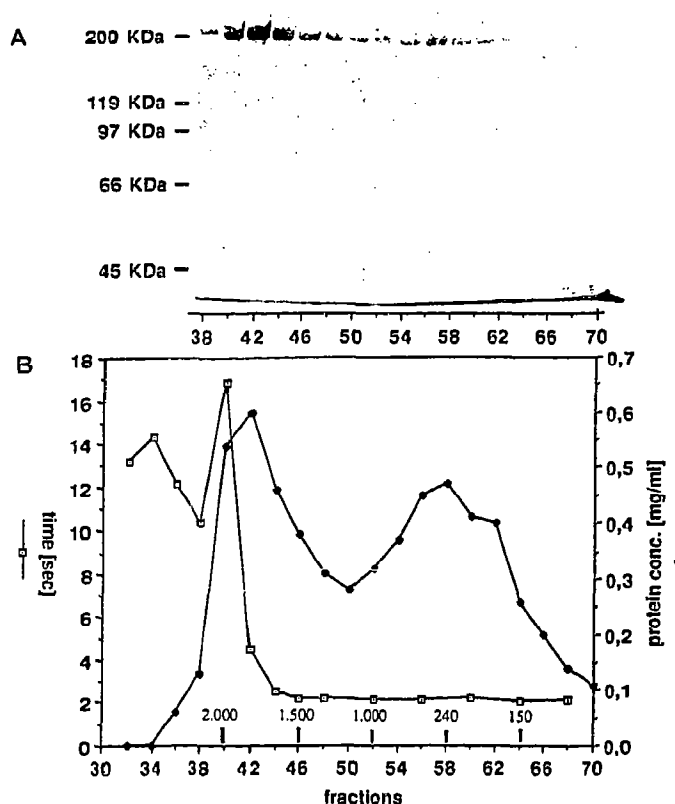 A
200 KDa
119 KDa
97 KDa
66 KDa
45 KDa
38 42 46 50 54 58 62 66 70
B
18 16 14 12 10 8 6 4 2 0
time [sec]
0,7 0,6 0,5 0,4 0,3 0,2 0,1 0,0
protein conc. [mg/ml]
2.000 1.500 1.000 240 150
30 34 38 42 46 50 54 58 62 66 70
fractions